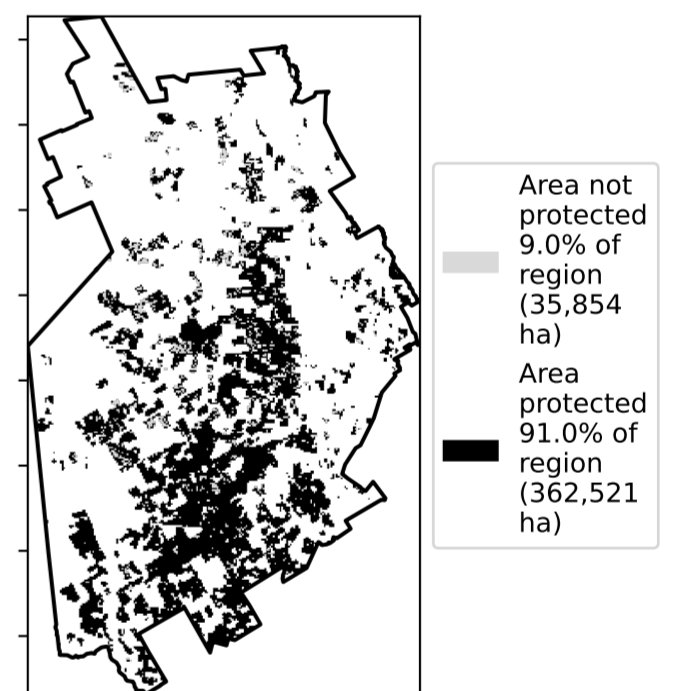 Area not
protected
9.0% of
region
(35,854
ha)
Area
protected
91.0% of
region
(362,521
ha)